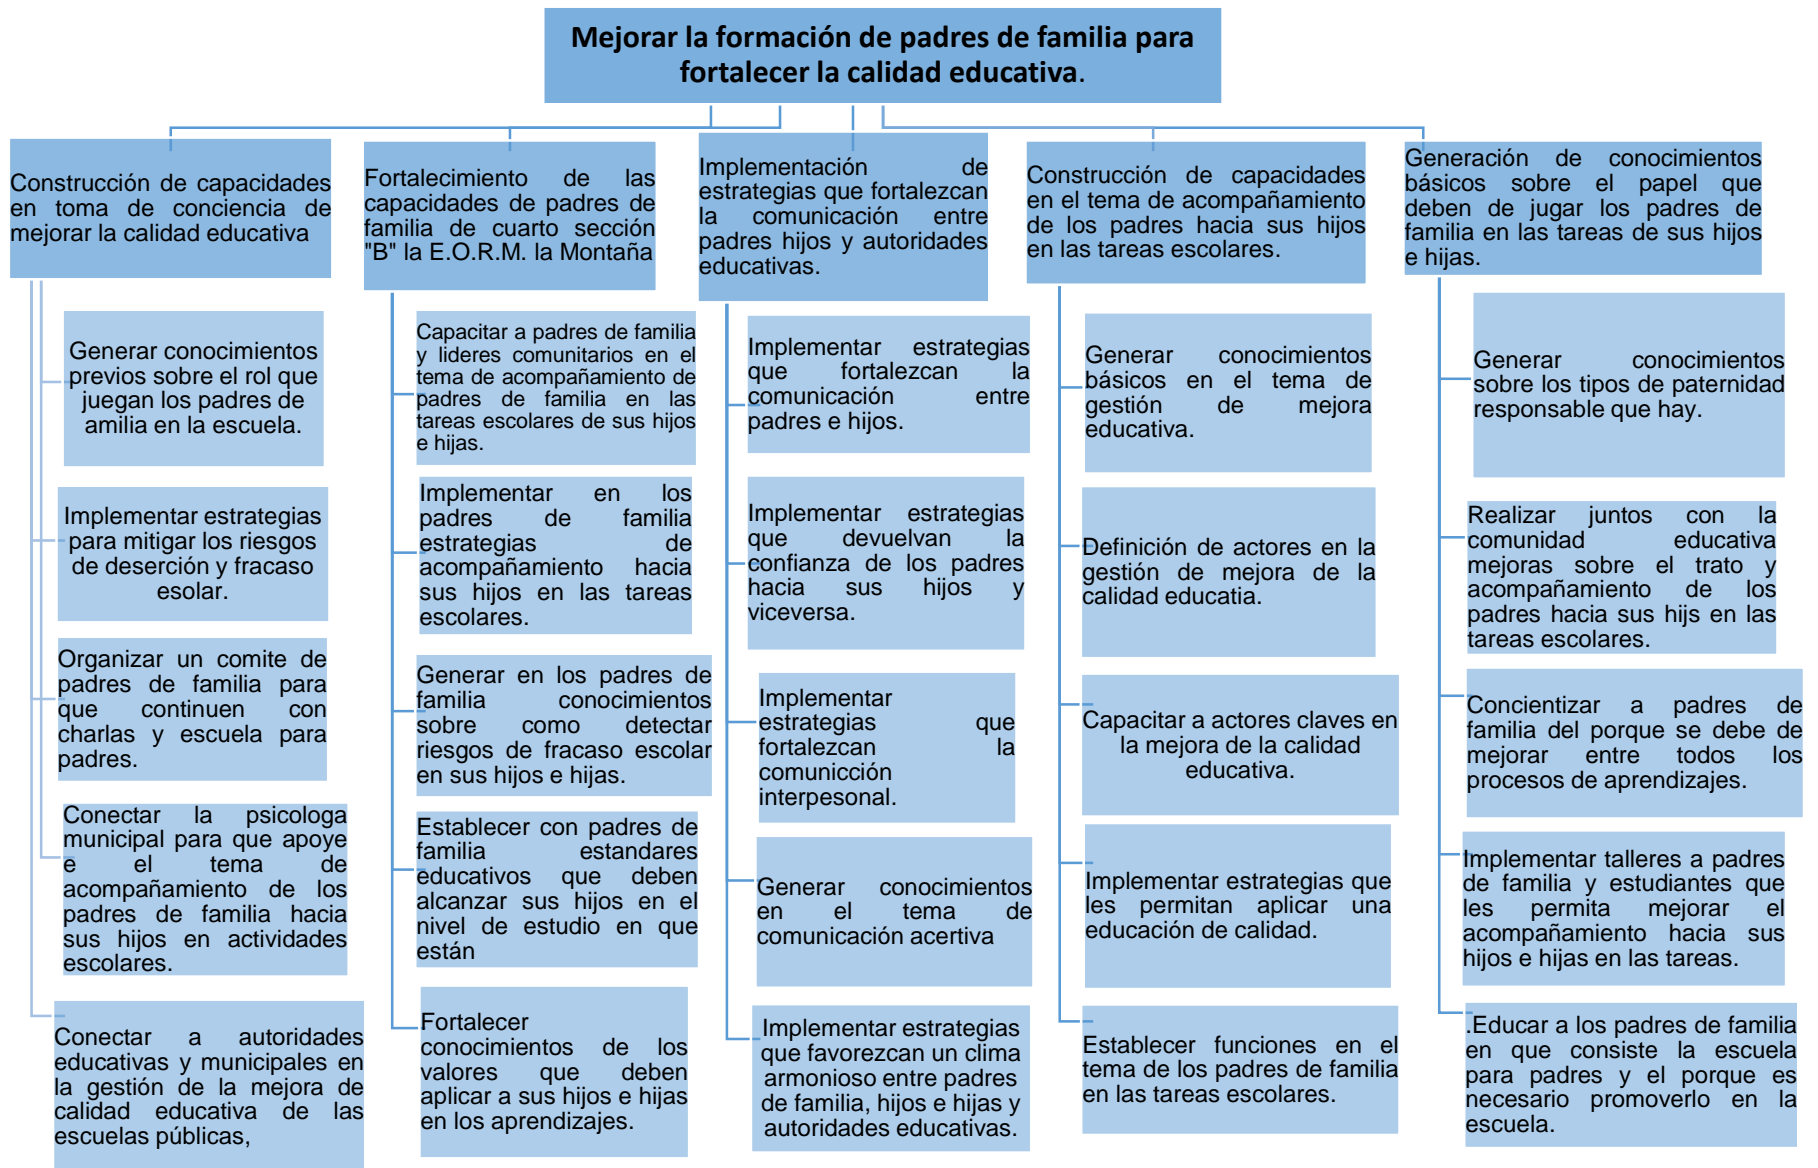 Mejorar la formación de padres de familia para
fortalecer la calidad educativa.
Construcción de capacidades
en toma de conciencia de
mejorar la calidad educativa
Generar conocimientos
previos sobre el rol que
juegan los padres de
amilia en la escuela.
Implementar estrategias
para mitigar los riesgos
de deserción y fracaso
esolar.
Organizar un comite de
padres de familia para
que continuen con
charlas y escuela para
padres.
Conectar la psicologa
municipal para que apoye
e el tema de
acompañamiento de los
padres de familia hacia
sus hijos en actividades
escolares.
Conectar a autoridades
educativas y municipales en
la gestión de la mejora de
calidad educativa de las
escuelas públicas,
Fortalecimiento de las
capacidades de padres de
familia de cuarto sección
"B" la E.O.R.M. la Montaña
Capacitar a padres de familia
y lideres comunitarios en el
tema de acompañamiento de
padres de familia en las
tareas escolares de sus hijos
e hijas.
Implementar en los
padres de familia
estrategias de
acompañamiento hacia
sus hijos en las tareas
escolares.
Generar en los padres de
familia conocimientos
sobre como detectar
riesgos de fracaso escolar
en sus hijos e hijas.
Establecer con padres de
familia estandares
educativos que deben
alcanzar sus hijos en el
nivel de estudio en que
están
Fortalecer
conocimientos de los
valores que deben
aplicar a sus hijos e hijas
en los aprendizajes.
Implementación de
estrategias que fortalezcan
la comunicación entre
padres hijos y autoridades
educativas.
Implementar estrategias
que fortalezcan la
comunicación entre
padres e hijos.
Implementar estrategias
que devuelvan la
confianza de los padres
hacia sus hijos y
viceversa.
Implementar
estrategias que
fortalezcan la
comunicción
interpesonal.
Generar conocimientos
en el tema de
comunicación acertiva
Implementar estrategias
que favorezcan un clima
armonioso entre padres
de familia, hijos e hijas y
autoridades educativas.
Construcción de capacidades
en el tema de acompañamiento
de los padres hacia sus hijos
en las tareas escolares.
Generar conocimientos
básicos en el tema de
gestión de mejora
educativa.
Definición de actores en la
gestión de mejora de la
calidad educatia.
Capacitar a actores claves en
la mejora de la calidad
educativa.
Implementar estrategias que
les permitan aplicar una
educación de calidad.
Establecer funciones en el
tema de los padres de familia
en las tareas escolares.
Generación de conocimientos
básicos sobre el papel que
deben de jugar los padres de
familia en las tareas de sus hijos
e hijas.
Generar conocimientos
sobre los tipos de paternidad
responsable que hay.
Realizar juntos con la
comunidad educativa
mejoras sobre el trato y
acompañamiento de los
padres hacia sus hijs en las
tareas escolares.
Concientizar a padres de
familia del porque se debe de
mejorar entre todos los
procesos de aprendizajes.
Implementar talleres a padres
de familia y estudiantes que
les permita mejorar el
acompañamiento hacia sus
hijos e hijas en las tareas.
.Educar a los padres de familia
en que consiste la escuela
para padres y el porque es
necesario promoverlo en la
escuela.